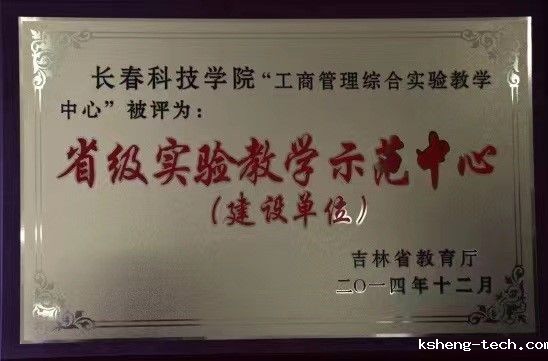 长春科技学院“工商管理综合实验教学
中心”被评为：
省级实验教学示范中心
（建设单位）
吉林省教育厅
二〇一四年十二月
ksheng-tech.com